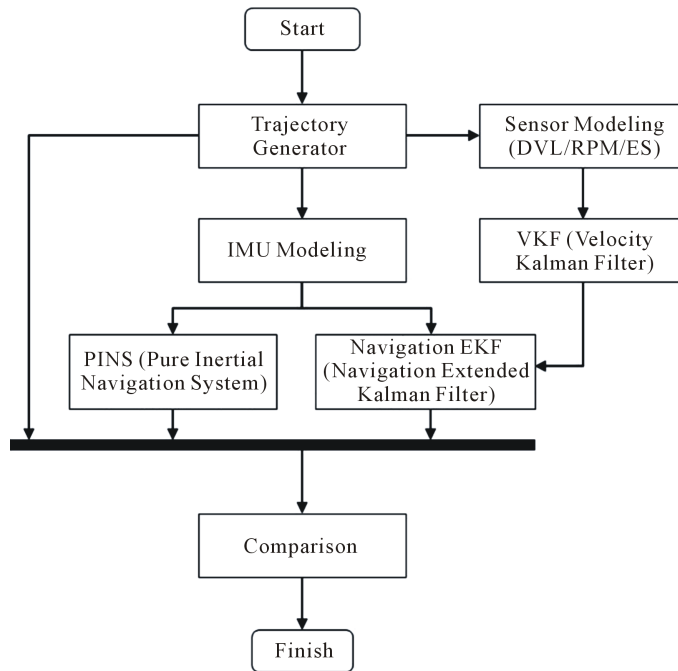 Start
Trajectory
Generator
Sensor Modeling
(DVL/RPM/ES)
IMU Modeling
VKF (Velocity
Kalman Filter)
PINS (Pure Inertial
Navigation System)
Navigation EKF
(Navigation Extended
Kalman Filter)
Comparison
Finish